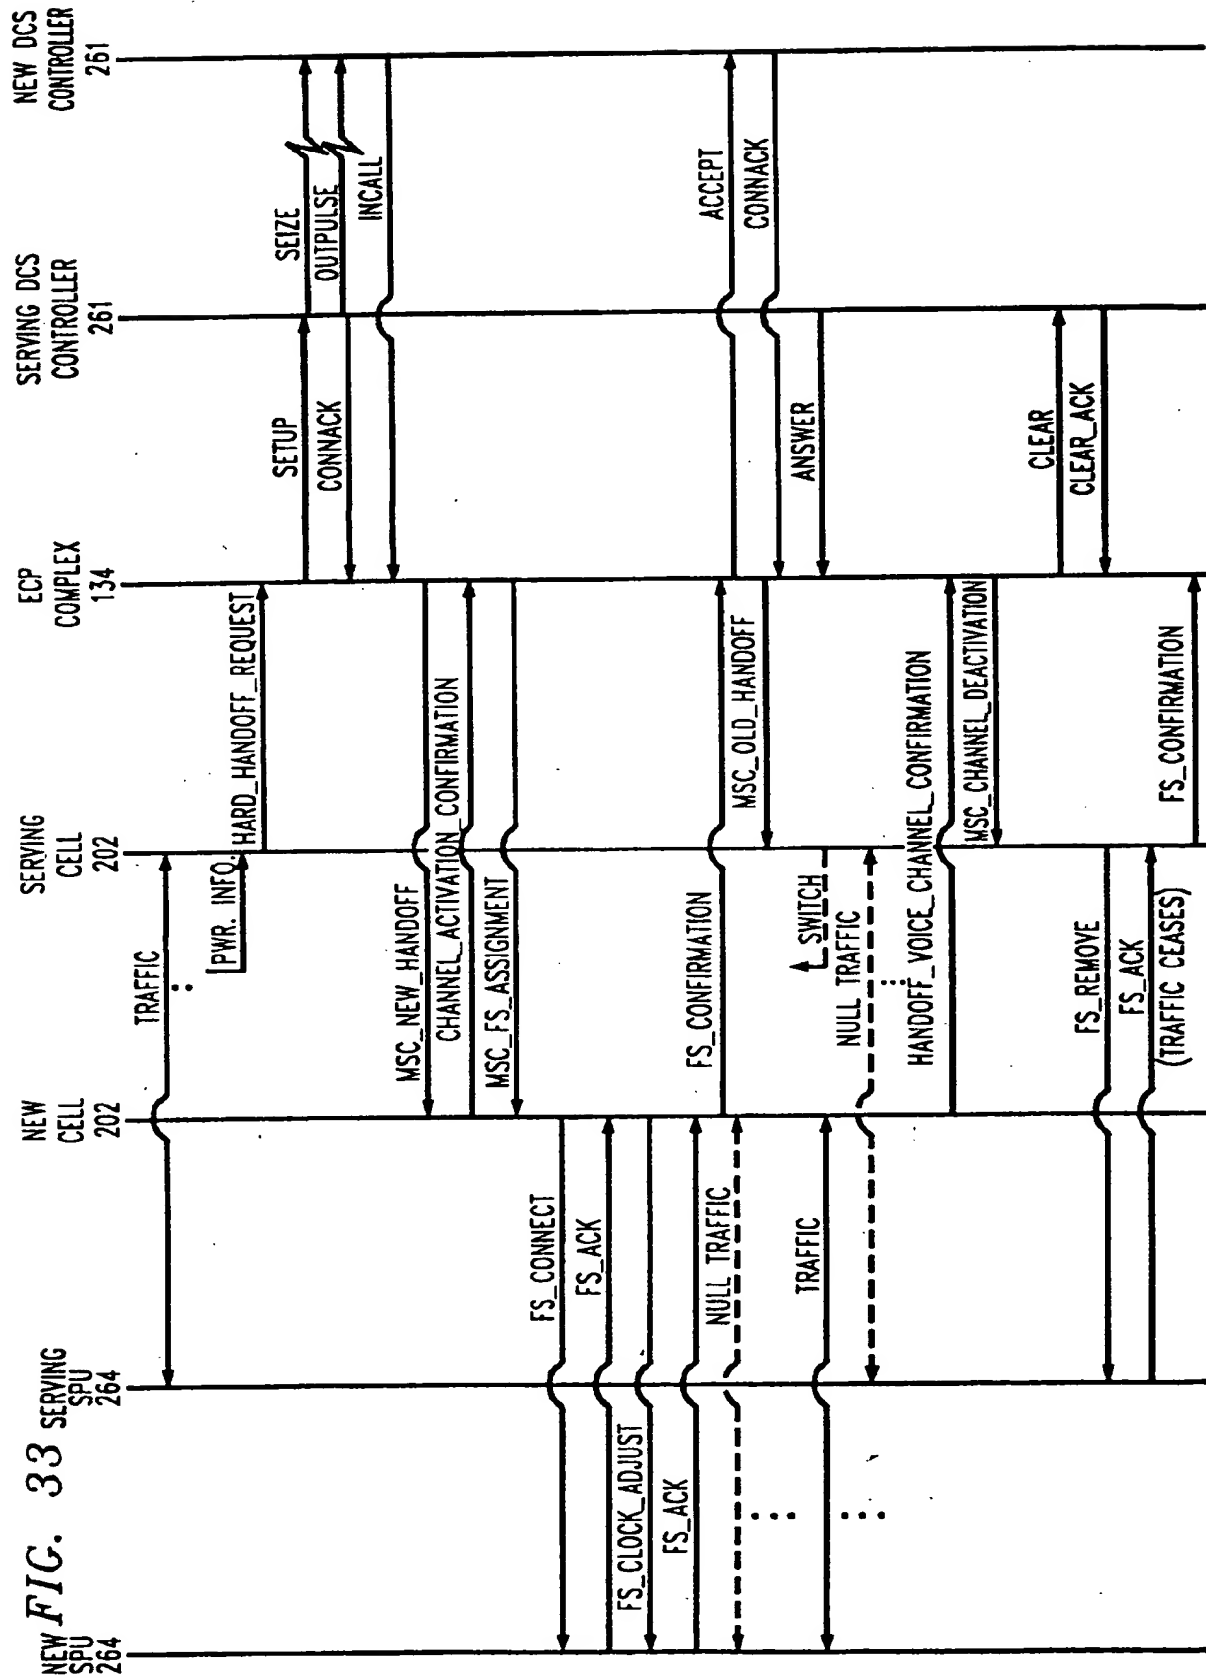 FIG. 33
NEW
SPU
264
SERVING
SPU
264
NEW
CELL
202
SERVING
CELL
202
ECP
COMPLEX
134
SERVING DCS
CONTROLLER
261
NEW DCS
CONTROLLER
261
TRAFFIC
PWR. INFO.
HARD_HANDOFF_REQUEST
SETUP
SEIZE
CONNACK
OUTPULSE
INCALL
MSC_NEW_HANDOFF
CHANNEL_ACTIVATION_CONFIRMATION
MSC_FS_ASSIGNMENT
FS_CONNECT
FS_ACK
FS_CLOCK_ADJUST
FS_ACK
FS_CONFIRMATION
ACCEPT
NULL TRAFFIC
MSC_OLD_HANDOFF
CONNACK
ANSWER
TRAFFIC
SWITCH
NULL TRAFFIC
HANDOFF_VOICE_CHANNEL_CONFIRMATION
MSC_CHANNEL_DEACTIVATION
CLEAR
CLEAR_ACK
FS_REMOVE
FS_ACK
(TRAFFIC CEASES)
FS_CONFIRMATION